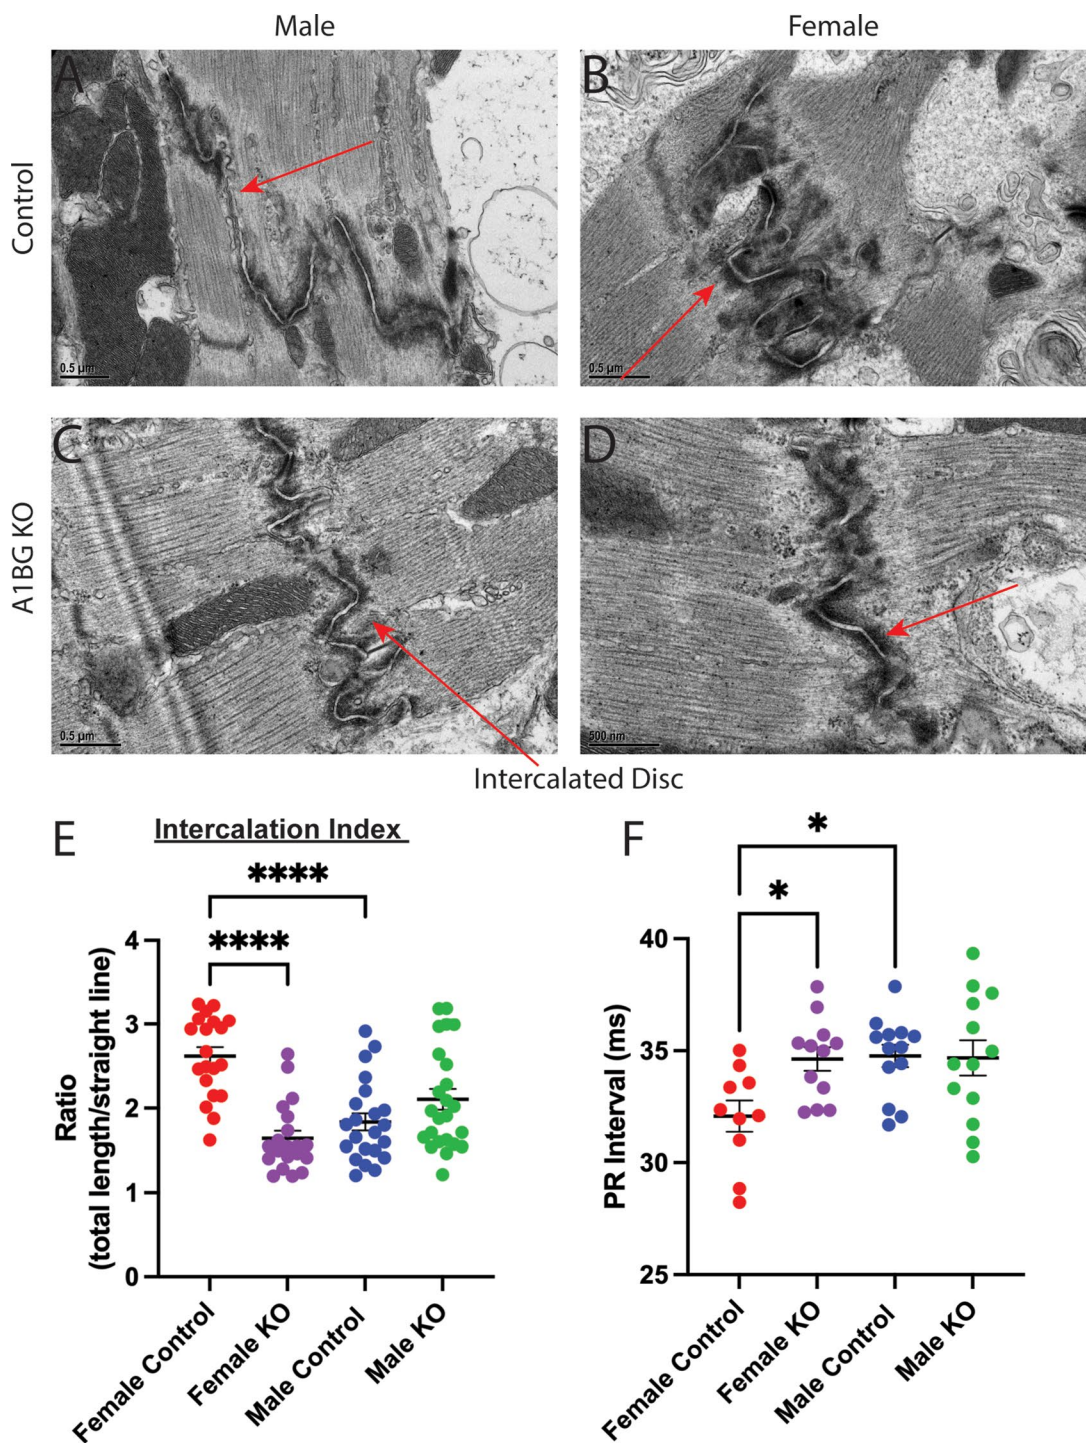 Male
Female
Control
A
0.5 µm
B
0.5 µm
A1BG KO
C
0.5 µm
D
500 nm
Intercalated Disc
E
Intercalation Index
****
****
Ratio
(total length/straight line)
4
3
2
1
0
Female Control
Female KO
Male Control
Male KO
F
*
*
PR Interval (ms)
40
35
30
25
Female Control
Female KO
Male Control
Male KO